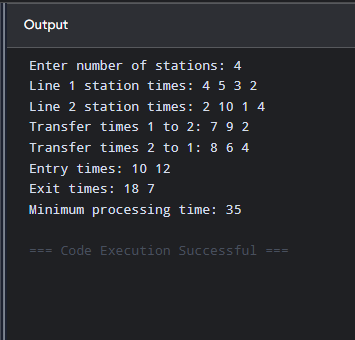 Output
Enter number of stations: 4
Line 1 station times: 4 5 3 2
Line 2 station times: 2 10 1 4
Transfer times 1 to 2: 7 9 2
Transfer times 2 to 1: 8 6 4
Entry times: 10 12
Exit times: 18 7
Minimum processing time: 35
=== Code Execution Successful ===